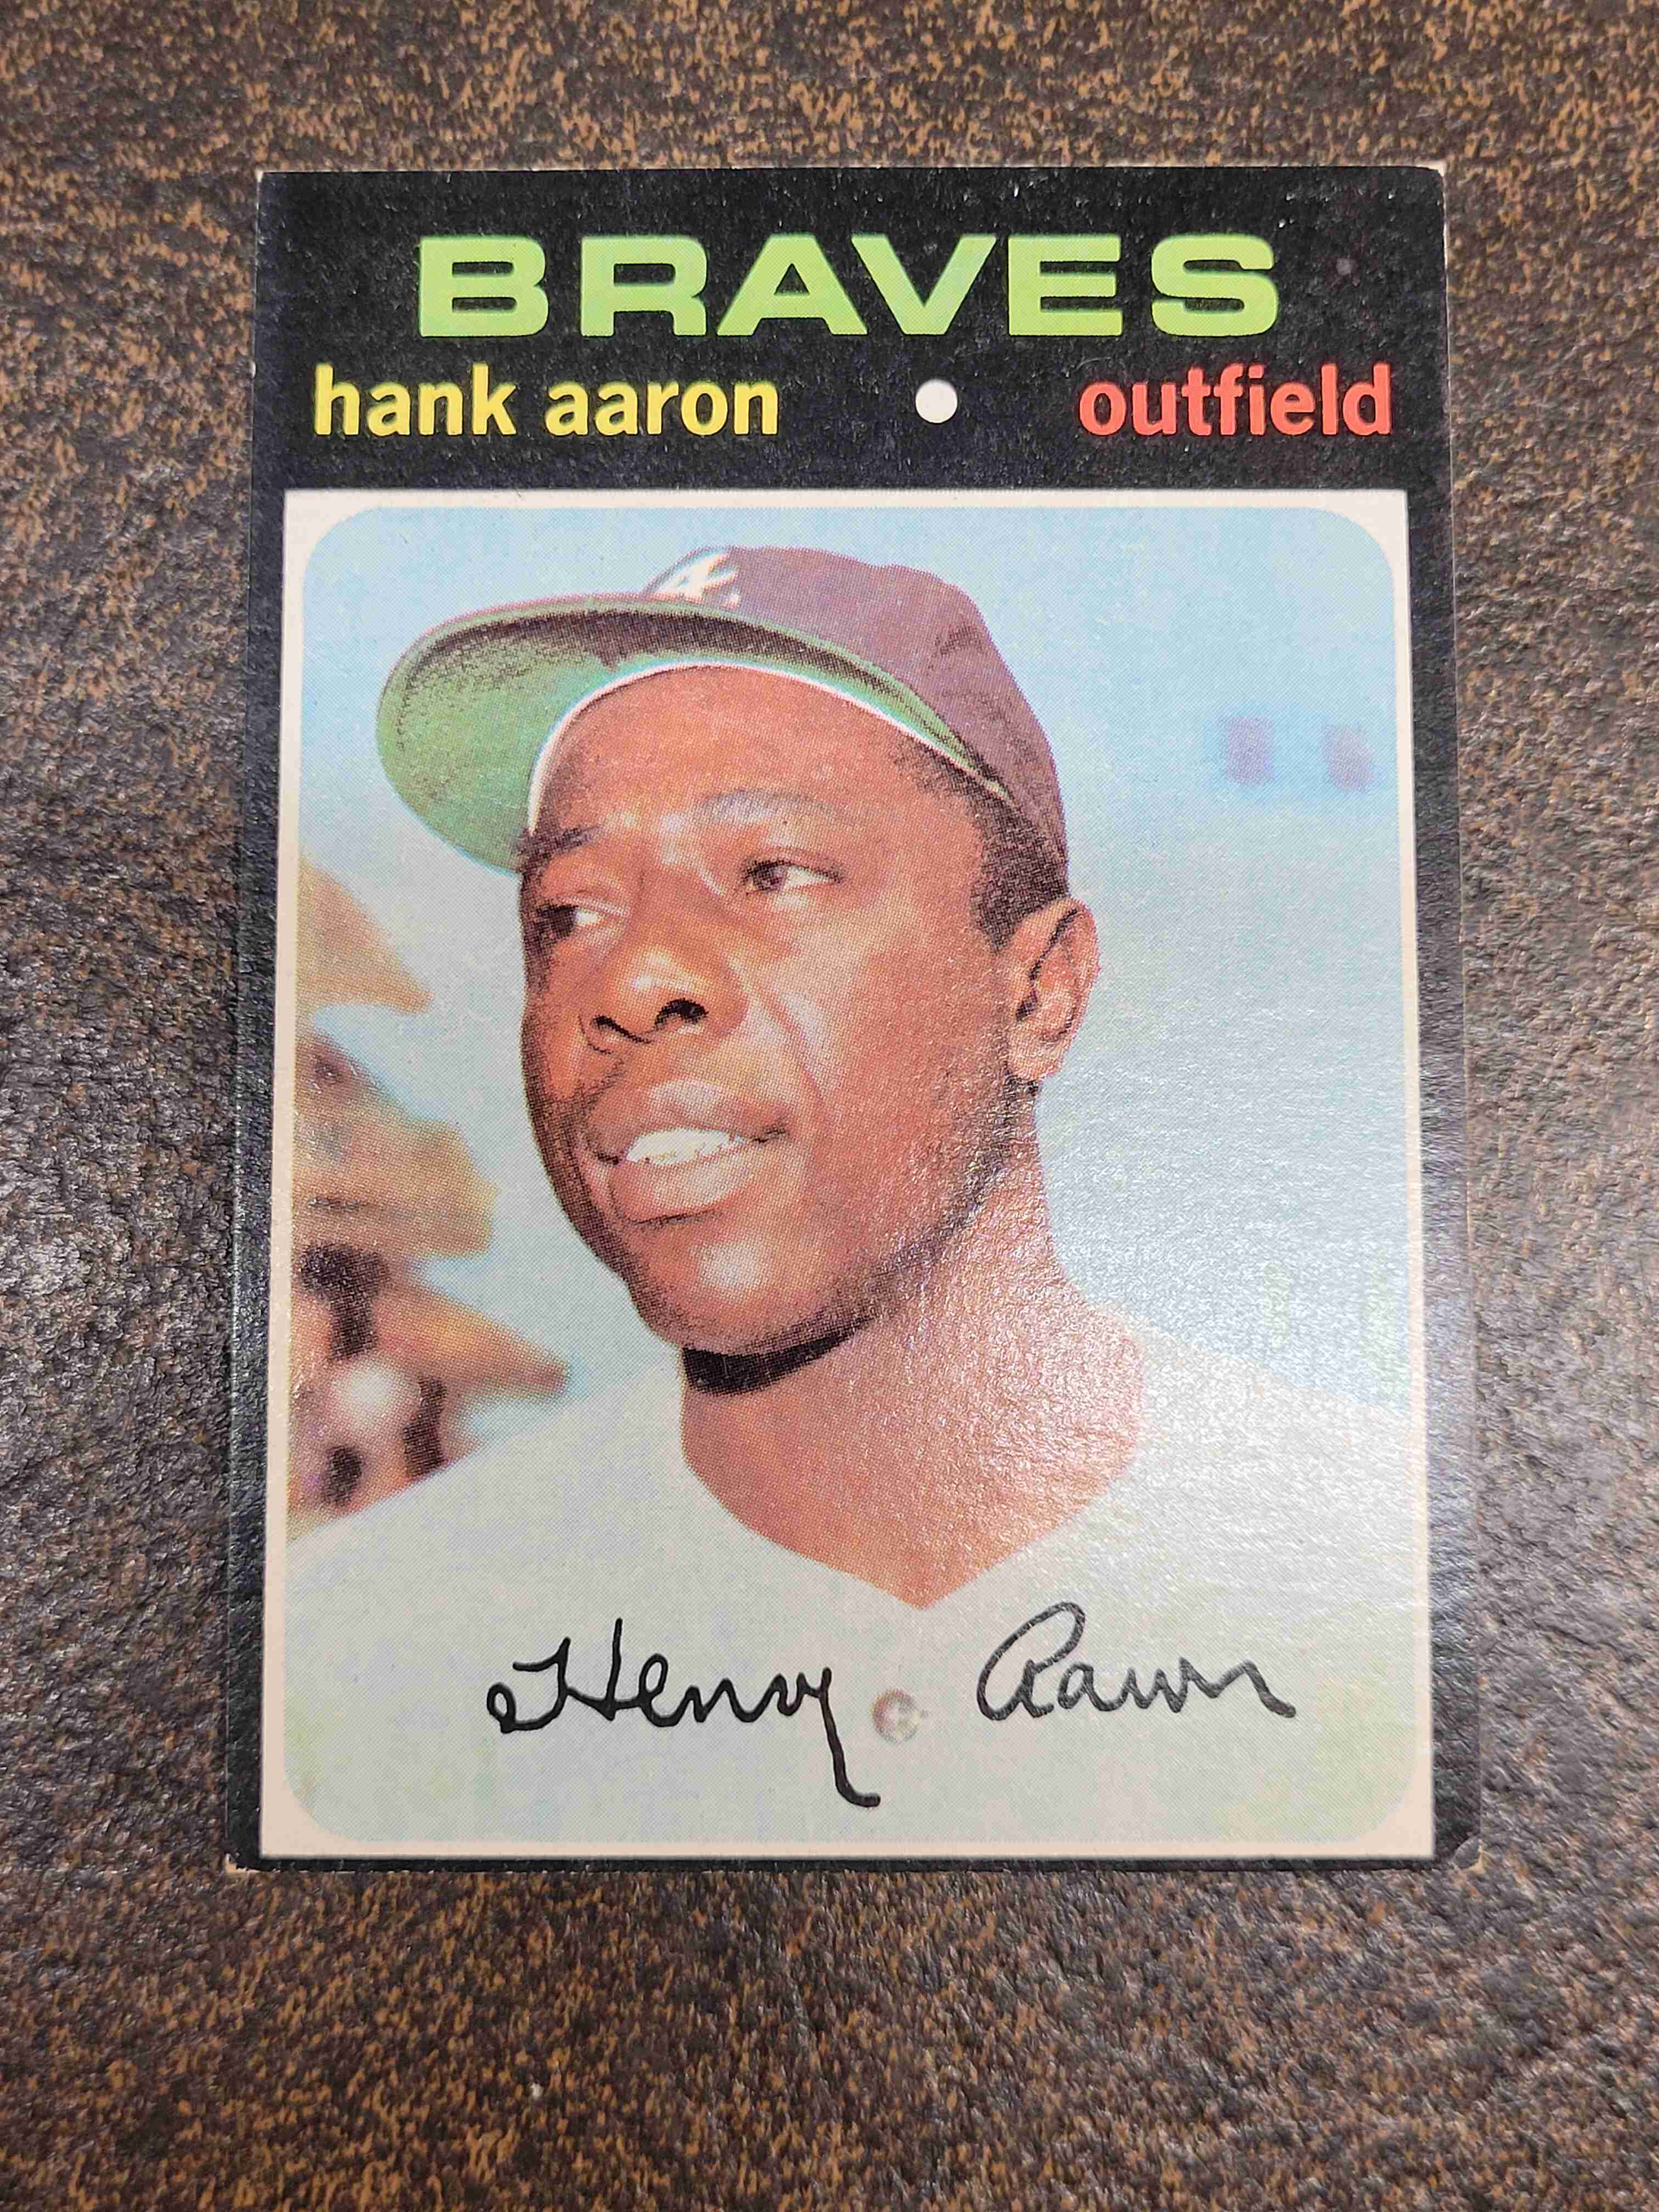 BRAVES
hank aaron • outfield
A
Henry Aaron